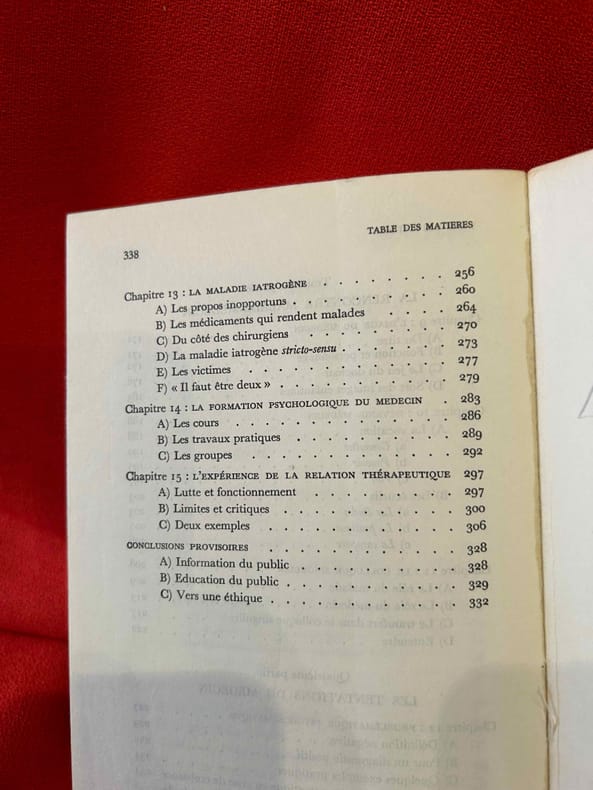 338
TABLE DES MATIERES
Chapitre 13 : LA MALADIE IATROGÈNE . . . . . . . . 256
A) Les propos inopportuns . . . . . . . . . 260
B) Les médicaments qui rendent malades . . . . 264
C) Du côté des chirurgiens . . . . . . . . . 270
D) La maladie iatrogène stricto-sensu . . . . . . 273
E) Les victimes . . . . . . . . . . . 277
F) « Il faut être deux » . . . . . . . . . . 279
Chapitre 14 : LA FORMATION PSYCHOLOGIQUE DU MEDECIN . 283
A) Les cours . . . . . . . . . . . . 286
B) Les travaux pratiques . . . . . . . . . 289
C) Les groupes . . . . . . . . . . . 292
Chapitre 15 : L'EXPÉRIENCE DE LA RELATION THÉRAPEUTIQUE 297
A) Lutte et fonctionnement . . . . . . . . 297
B) Limites et critiques . . . . . . . . . . 300
C) Deux exemples . . . . . . . . . . . 306
CONCLUSIONS PROVISOIRES . . . . . . . . . . 328
A) Information du public . . . . . . . . . 328
B) Education du public . . . . . . . . . . 329
C) Vers une éthique . . . . . . . . . . . 332